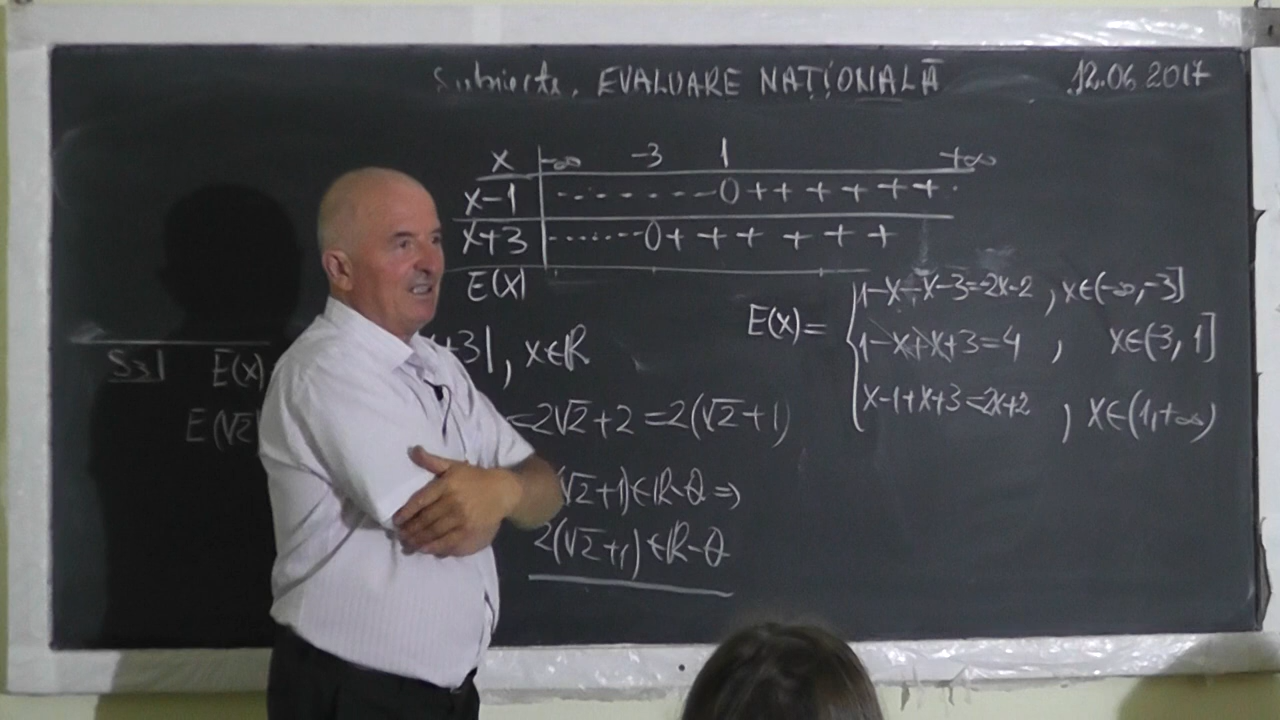 Subiecte, EVALUARE NAȚIONALĂ 12.06.2017
x -∞ -3 1 +∞
x-1 - - - - - - - - 0 + + + + + +
x+3 - - - - - - - 0 + + + + + +
E(x)
E(x)= 1-x-x-3=2x-2 , x∈(-∞,-3]
1-x+x+3=4 , x∈(-3, 1]
x-1+x+3=2x+2 , x∈(1,+∞)
E(x) +3| , x∈R
E(√2) =2√2+2=2(√2+1)
(√2+1)∈R-Q ⇒
2(√2+1)∈R-Q